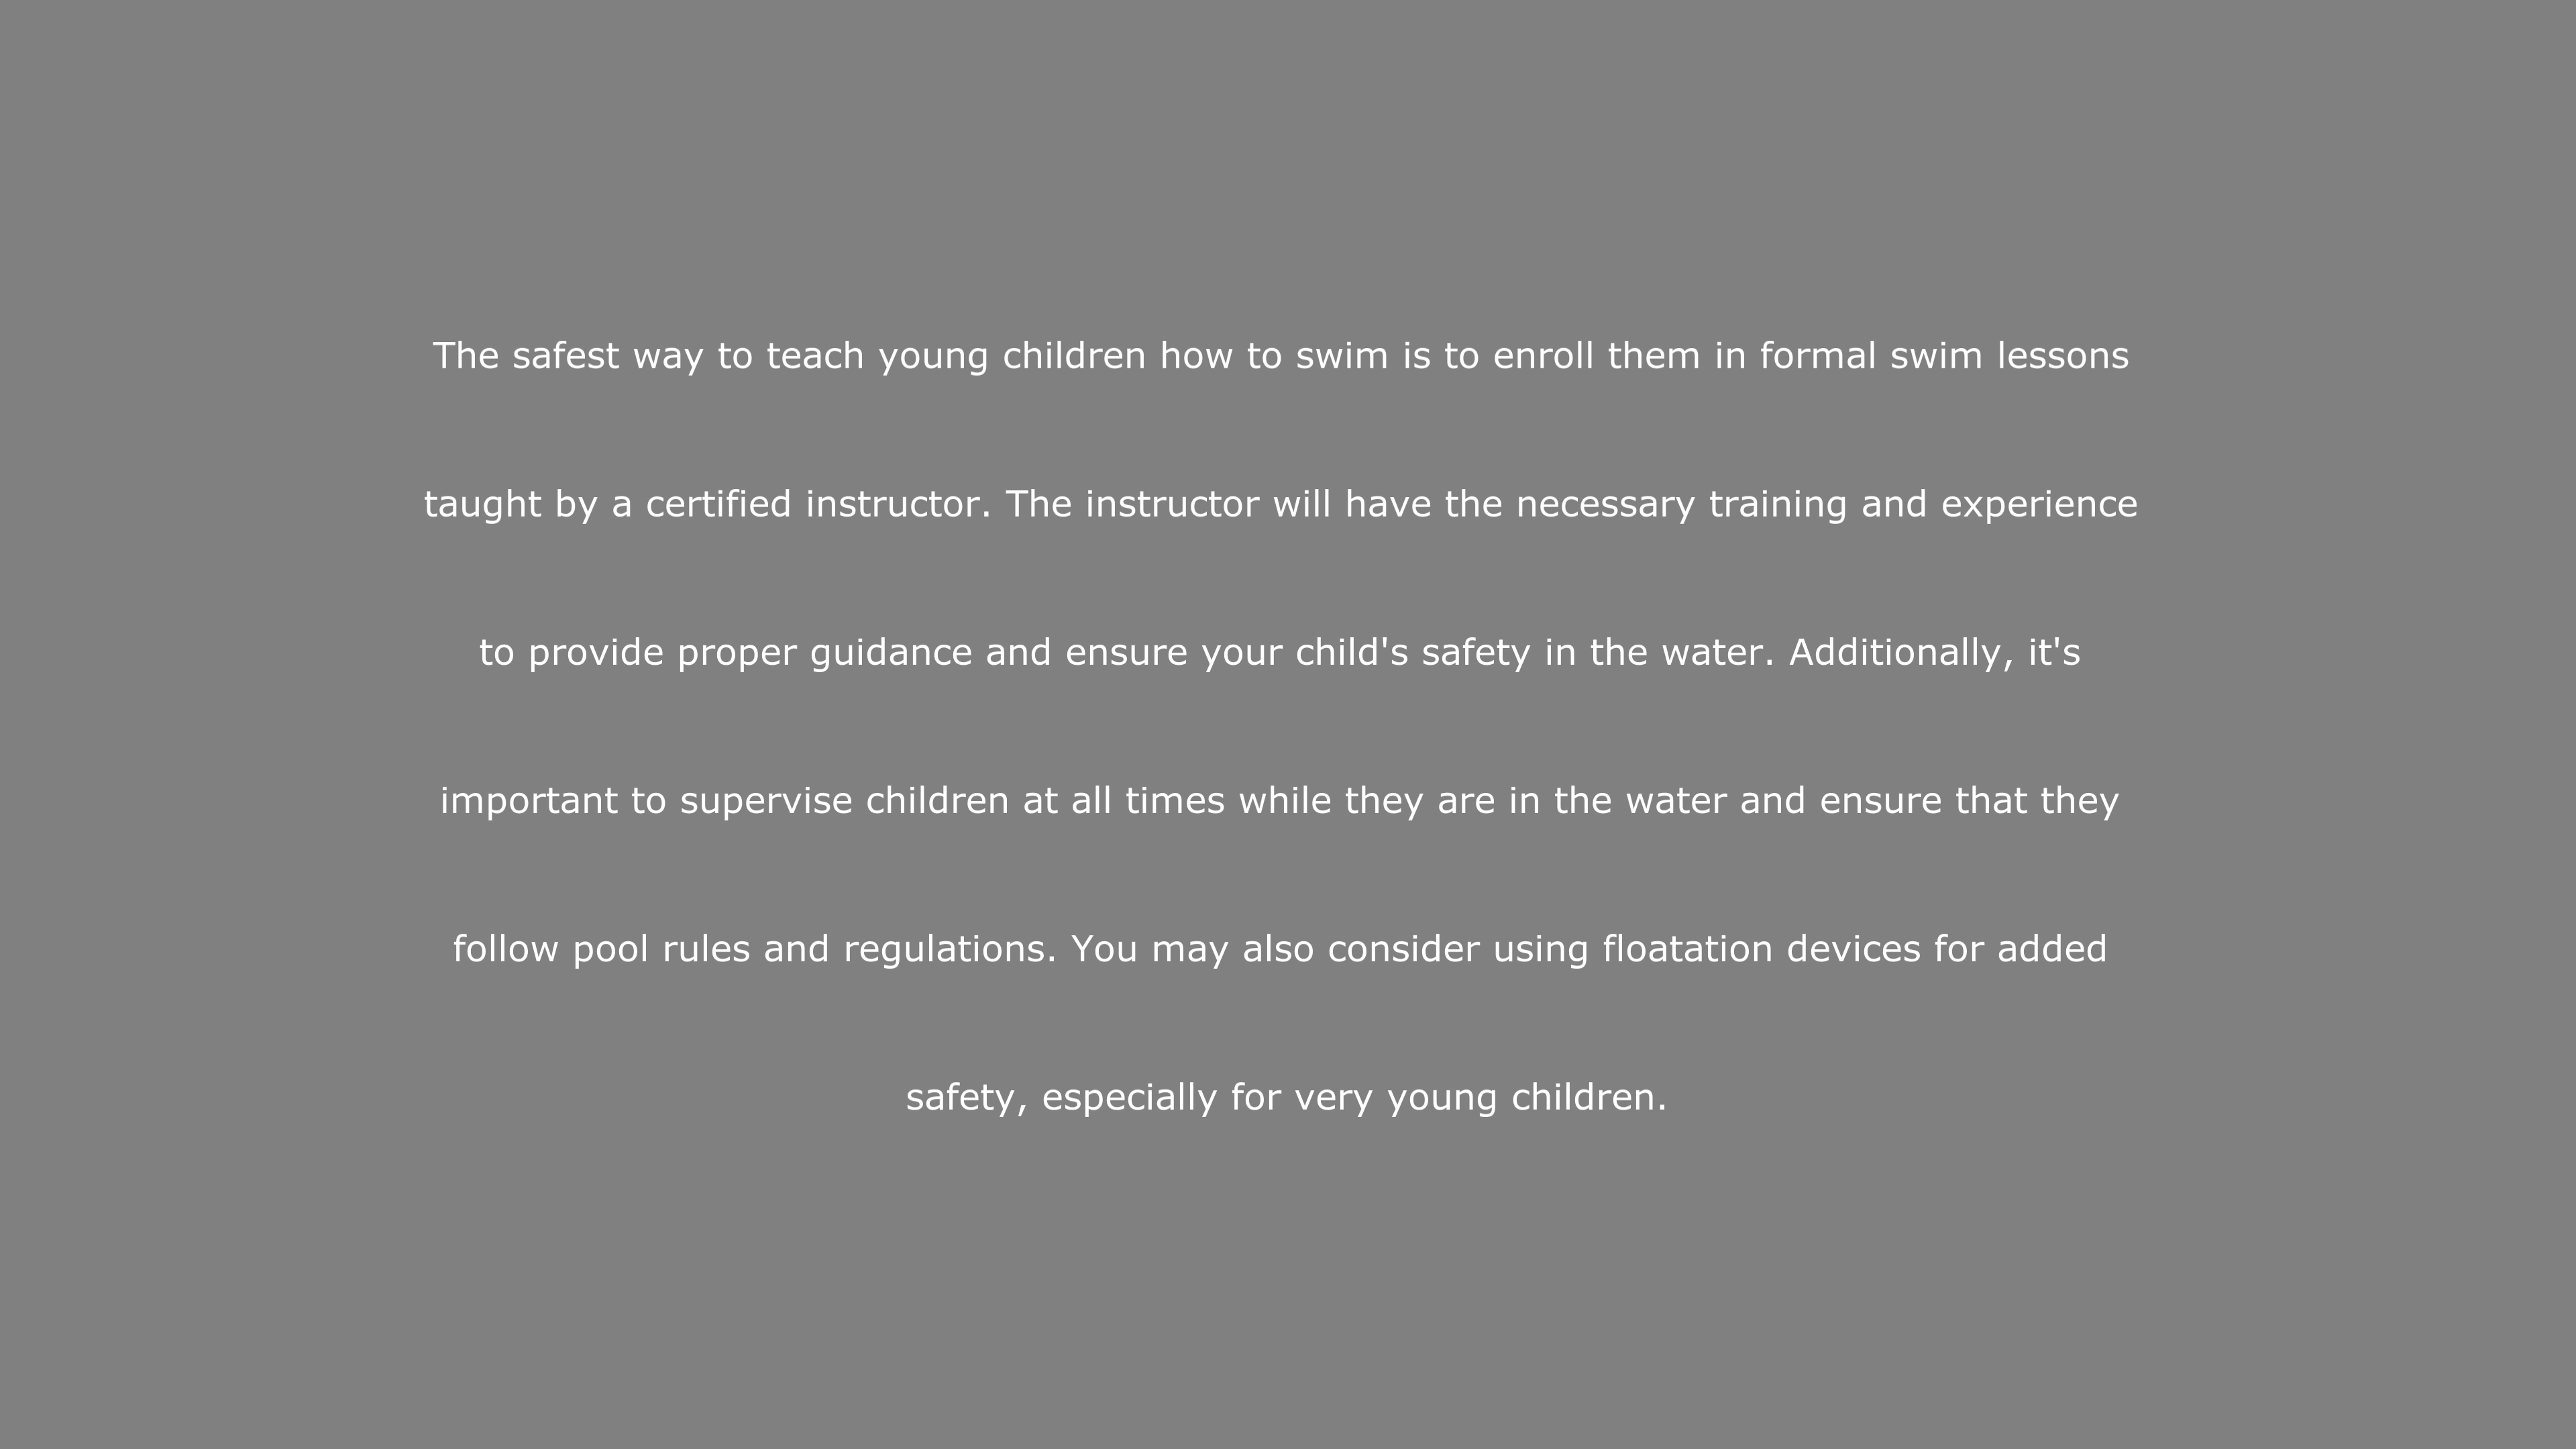 The safest way to teach young children how to swim is to enroll them in formal swim lessons
taught by a certified instructor. The instructor will have the necessary training and experience
to provide proper guidance and ensure your child's safety in the water. Additionally, it's
important to supervise children at all times while they are in the water and ensure that they
follow pool rules and regulations. You may also consider using floatation devices for added
safety, especially for very young children.